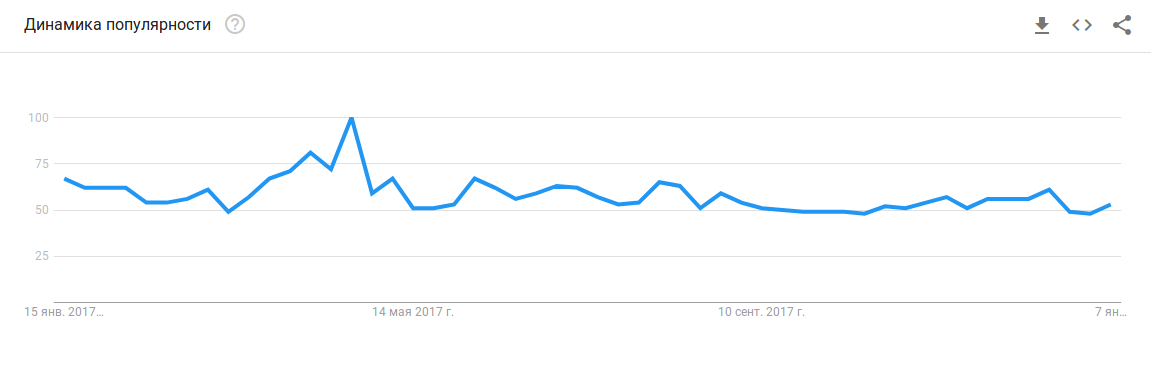 Динамика популярности ?
100
75
50
25
15 янв. 2017…
14 мая 2017 г.
10 сент. 2017 г.
7 ян…